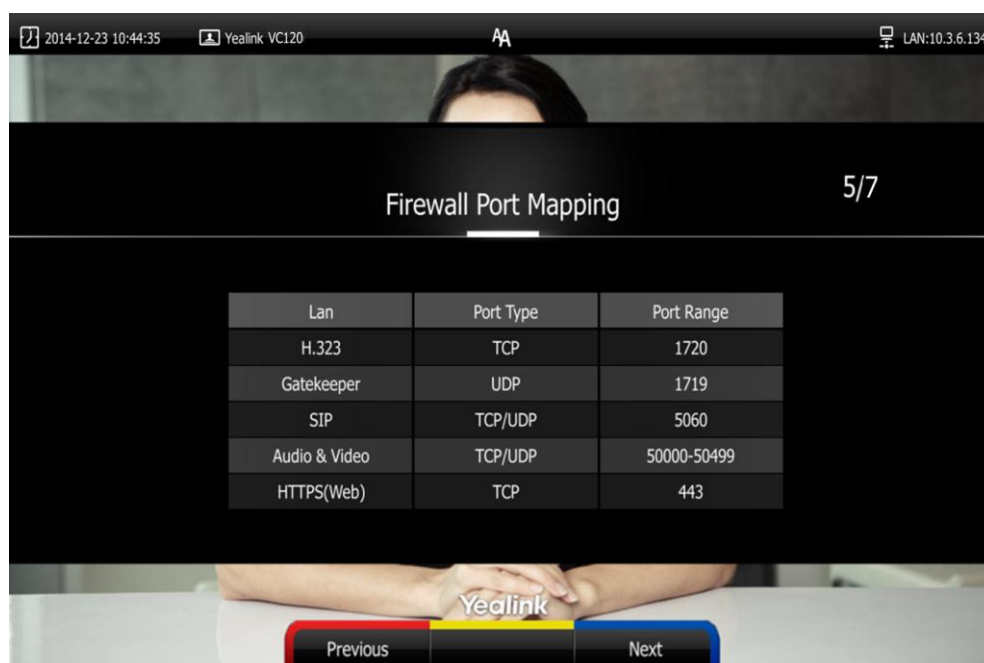 2014-12-23 10:44:35 Yealink VC120 AA LAN:10.3.6.134
5/7
Firewall Port Mapping
Lan Port Type Port Range
H.323 TCP 1720
Gatekeeper UDP 1719
SIP TCP/UDP 5060
Audio & Video TCP/UDP 50000-50499
HTTPS(Web) TCP 443
Yealink
Previous Next